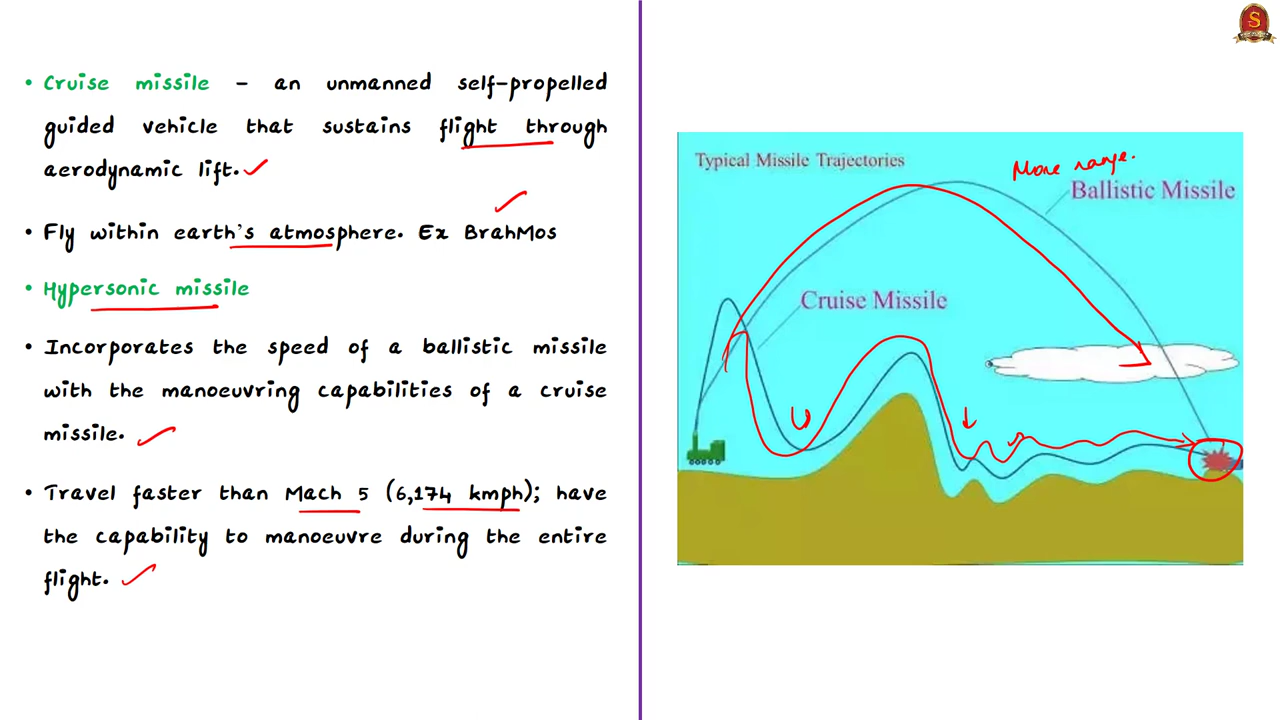 • Cruise missile – an unmanned self-propelled
guided vehicle that sustains flight through
aerodynamic lift.
• Fly within earth's atmosphere. Ex BrahMos
• Hypersonic missile
• Incorporates the speed of a ballistic missile
with the manoeuvring capabilities of a cruise
missile.
• Travel faster than Mach 5 (6,174 kmph); have
the capability to manoeuvre during the entire
flight.
S
Typical Missile Trajectories
More range.
Ballistic Missile
Cruise Missile